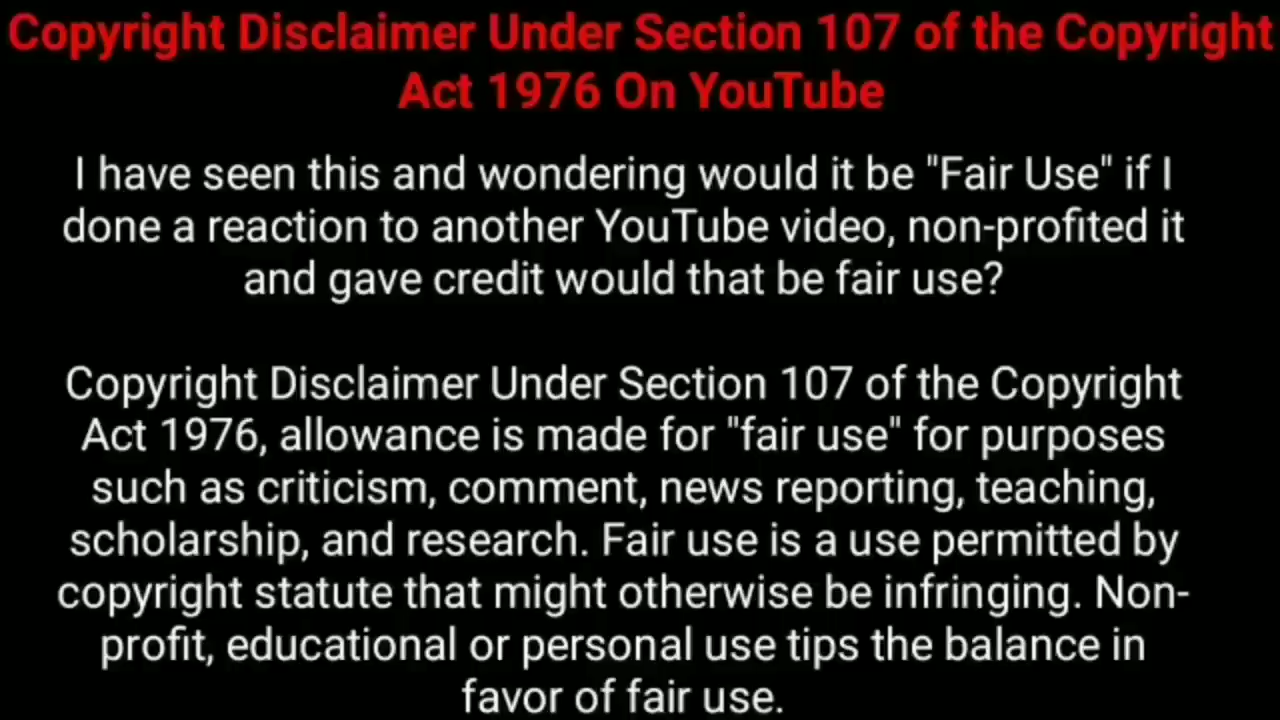 Copyright Disclaimer Under Section 107 of the Copyright
Act 1976 On YouTube
I have seen this and wondering would it be "Fair Use" if I
done a reaction to another YouTube video, non-profited it
and gave credit would that be fair use?
Copyright Disclaimer Under Section 107 of the Copyright
Act 1976, allowance is made for "fair use" for purposes
such as criticism, comment, news reporting, teaching,
scholarship, and research. Fair use is a use permitted by
copyright statute that might otherwise be infringing. Non-
profit, educational or personal use tips the balance in
favor of fair use.